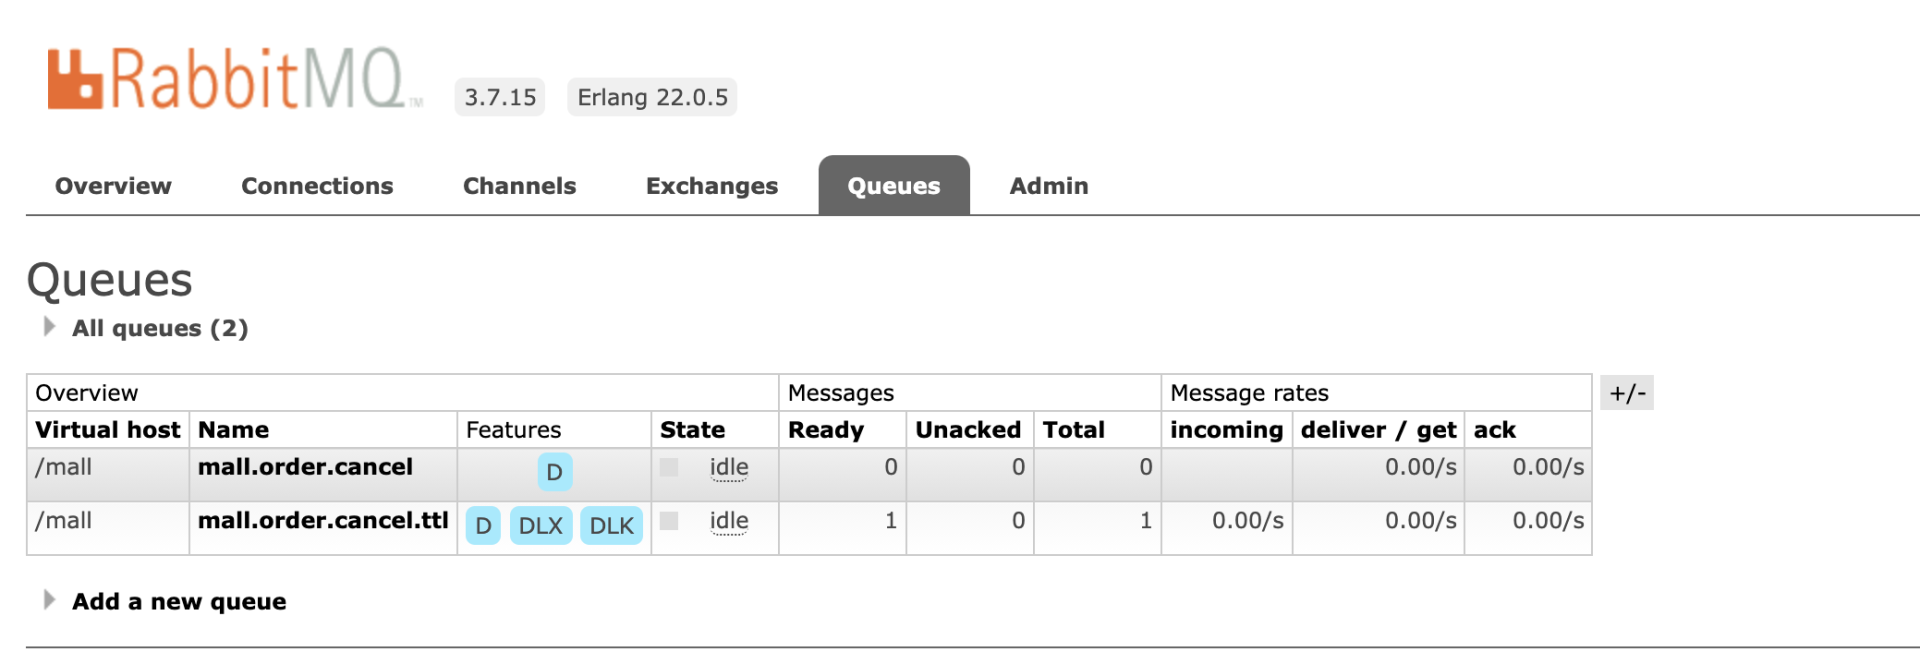 RabbitMQ™ 3.7.15 Erlang 22.0.5
Overview Connections Channels Exchanges Queues Admin
Queues
All queues (2)
Overview Messages Message rates +/-
Virtual host Name Features State Ready Unacked Total incoming deliver / get ack
/mall mall.order.cancel D idle 0 0 0 0.00/s 0.00/s
/mall mall.order.cancel.ttl D DLX DLK idle 1 0 1 0.00/s 0.00/s 0.00/s
Add a new queue